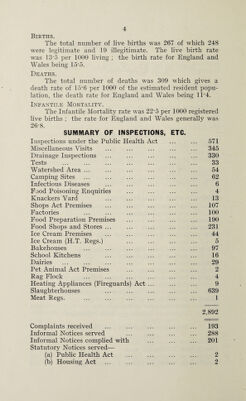 4
BIRTHS.
The total number of live births was 267 of which 248
were legitimate and 19 illegitimate. The live birth rate
was 13·5 per 1000 living ; the birth rate for England and
Wales being 15·5.
DEATHS.
The total number of deaths was 309 which gives a
death rate of 15·6 per 1000 of the estimated resident popu-
lation, the death rate for England and Wales being 11·4.
INFANTILE MORTALITY.
The Infantile Mortality rate was 22·5 per 1000 registered
live births ; the rate for England and Wales generally was
26·8.
SUMMARY OF INSPECTIONS, ETC.
Inspections under the Public Health Act ... ... 571
Miscellaneous Visits ... ... ... ... ... 345
Drainage Inspections ... ... ... ... ... 330
Tests ... ... ... ... ... ... ... 33
Watershed Area ... ... ... ... ... ... 54
Camping Sites ... ... ... ... ... ... 62
Infectious Diseases ... ... ... ... ... 6
Food Poisoning Enquiries ... ... ... ... 4
Knackers Yard ... ... ... ... ... 13
Shops Act Premises ... ... ... ... ... 107
Factories ... ... ... ... ... ... 100
Food Preparation Premises ... ... ... ... 190
Food Shops and Stores ... ... ... ... ... 231
Ice Cream Premises ... ... ... ... ... 44
Ice Cream (H.T. Regs.) ... ... ... ... 5
Bakehouses ... ... ... ... ... ... 97
School Kitchens ... ... ... ... ... 16
Dairies ... ... ... ... ... ... 29
Pet Animal Act Premises ... ... ... ... 2
Rag Flock ... ... ... ... ... ... 4
Heating Appliances (Fireguards) Act ... ... ... 9
Slaughterhouses ... ... ... ... ... 639
Meat Regs. ... ... ... ... ... ... 1
2,892
Complaints received ... ... ... ... ... 193
Informal Notices served ... ... ... ... 288
Informal Notices complied with ... ... ... 201
Statutory Notices served—
(a) Public Health Act ... ... ... ... 2
(b) Housing Act ... ... ... ... ... 2